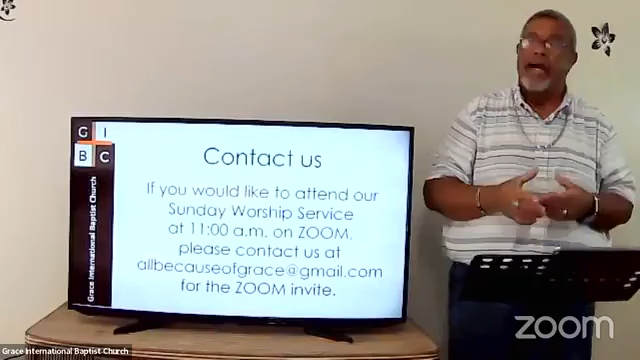 G I
B C
Grace International Baptist Church
Contact us
If you would like to attend our
Sunday Worship Service
at 11:00 a.m. on ZOOM,
please contact us at
allbecauseofgrace@gmail.com
for the ZOOM invite.
Grace International Baptist Church
zoom